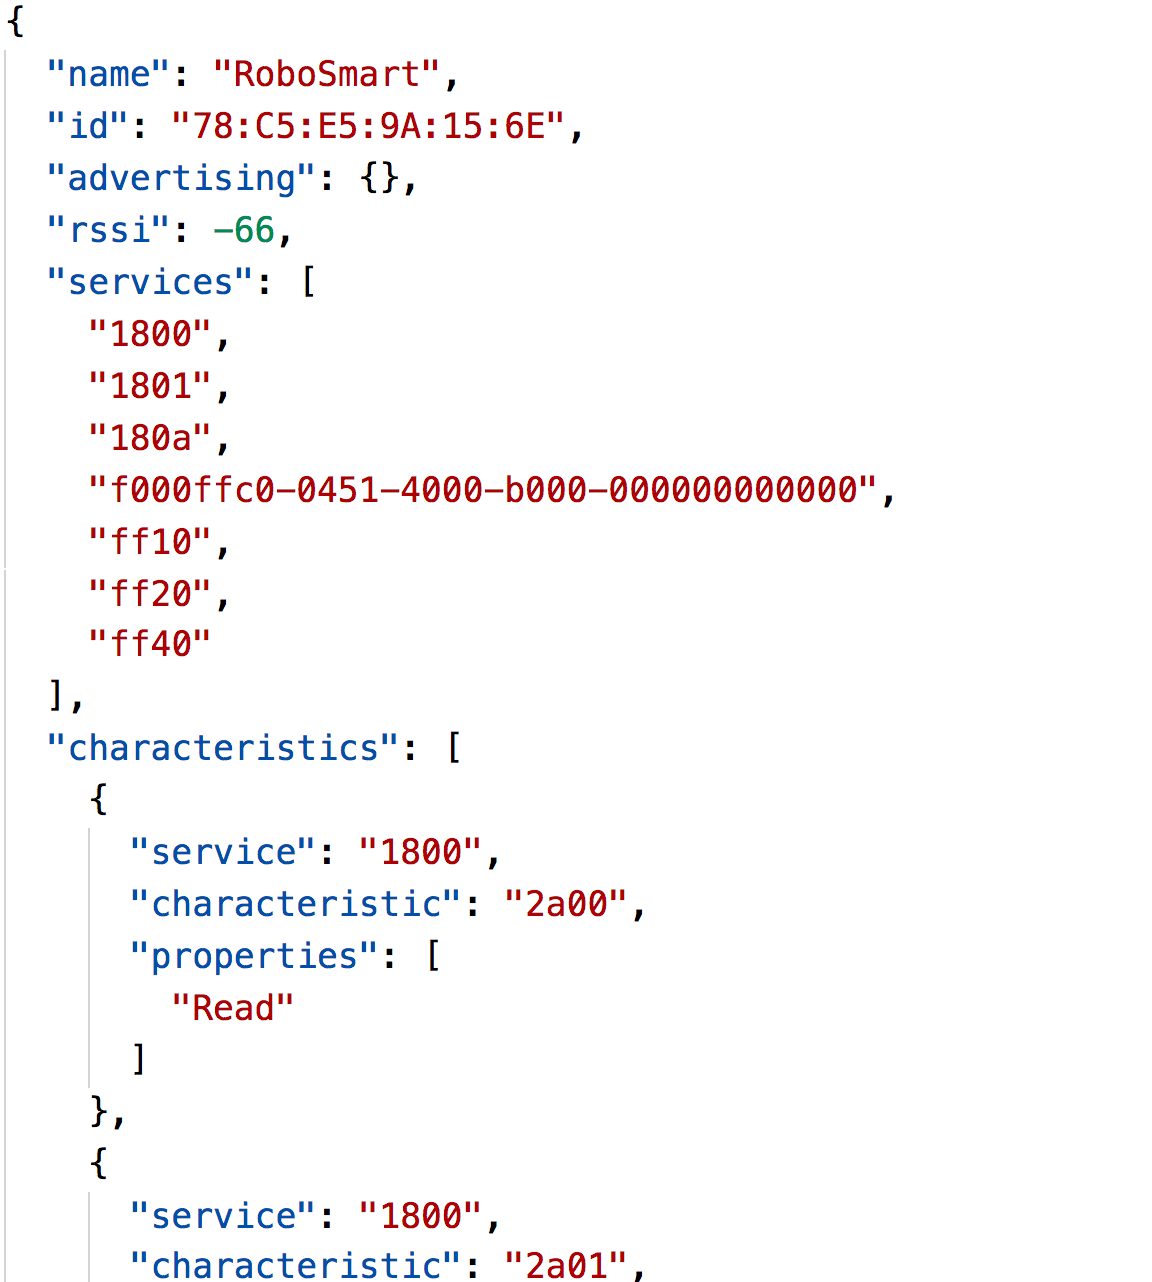 {
  "name": "RoboSmart",
  "id": "78:C5:E5:9A:15:6E",
  "advertising": {},
  "rssi": -66,
  "services": [
    "1800",
    "1801",
    "180a",
    "f000ffc0-0451-4000-b000-000000000000",
    "ff10",
    "ff20",
    "ff40"
  ],
  "characteristics": [
    {
      "service": "1800",
      "characteristic": "2a00",
      "properties": [
        "Read"
      ]
    },
    {
      "service": "1800",
      "characteristic": "2a01",